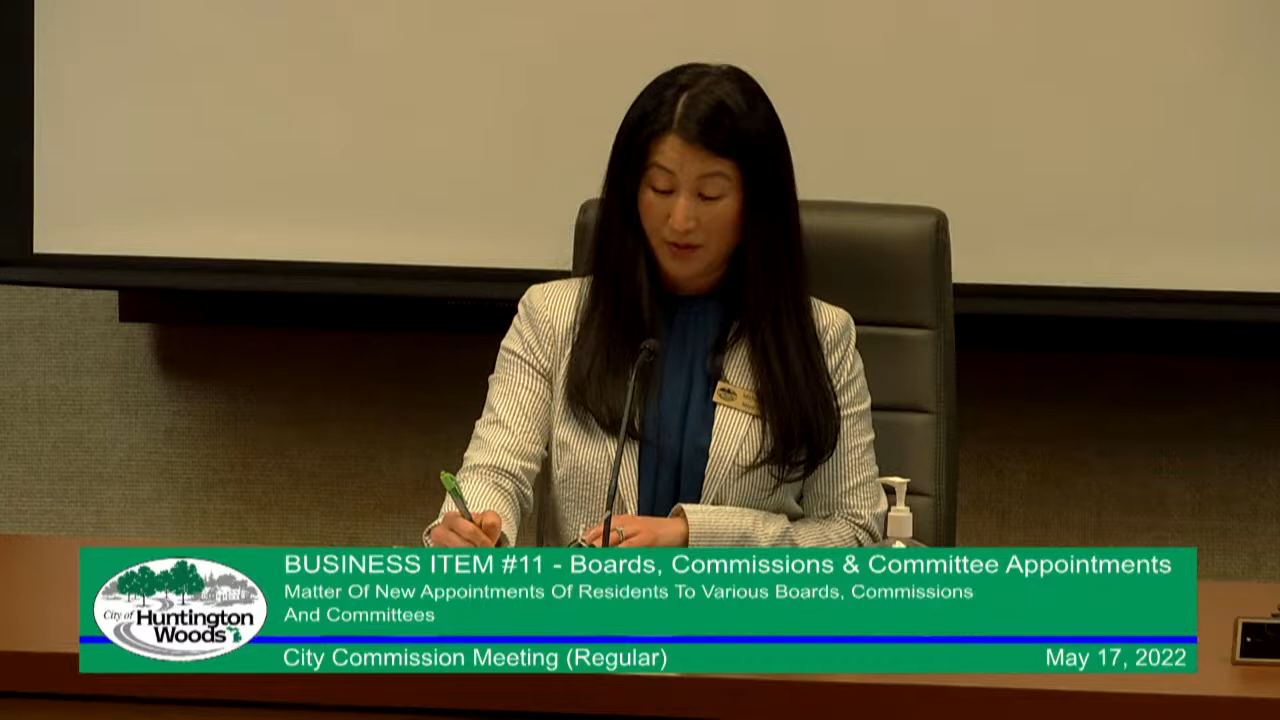 BUSINESS ITEM #11 - Boards, Commissions & Committee Appointments
Matter Of New Appointments Of Residents To Various Boards, Commissions
And Committees
City of
Huntington
Woods
City Commission Meeting (Regular)
May 17, 2022